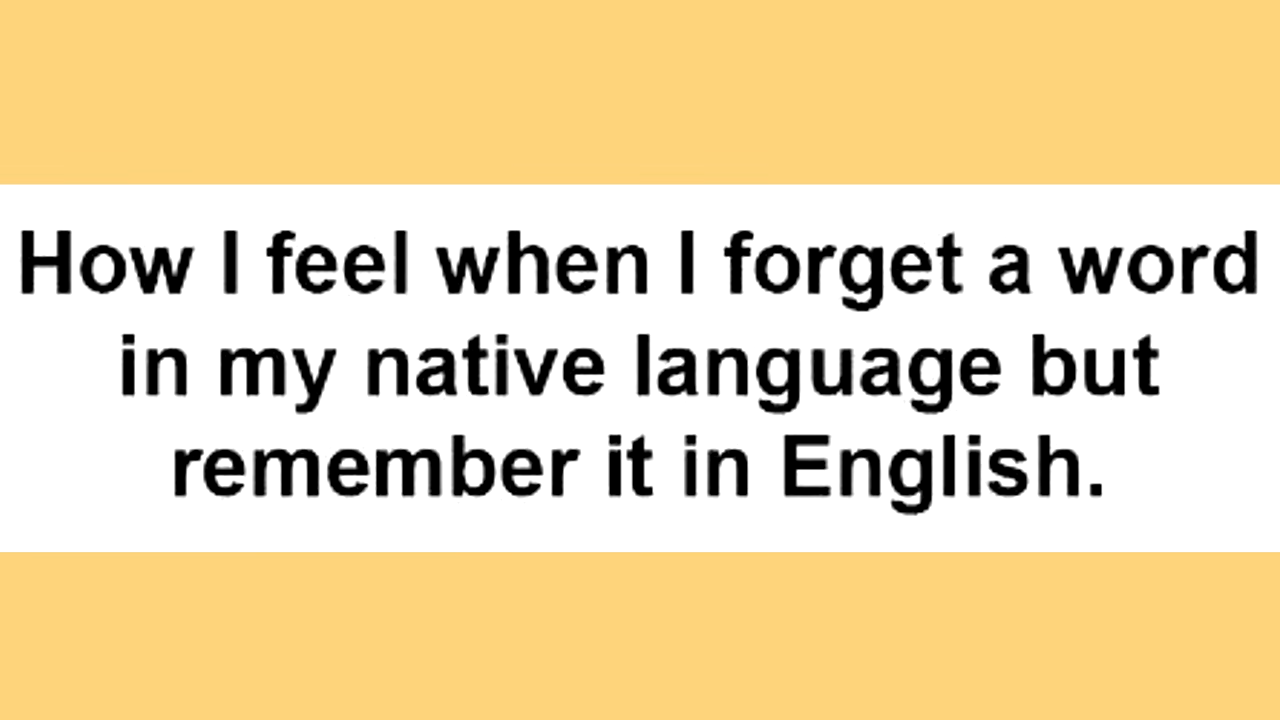 How I feel when I forget a word
in my native language but
remember it in English.